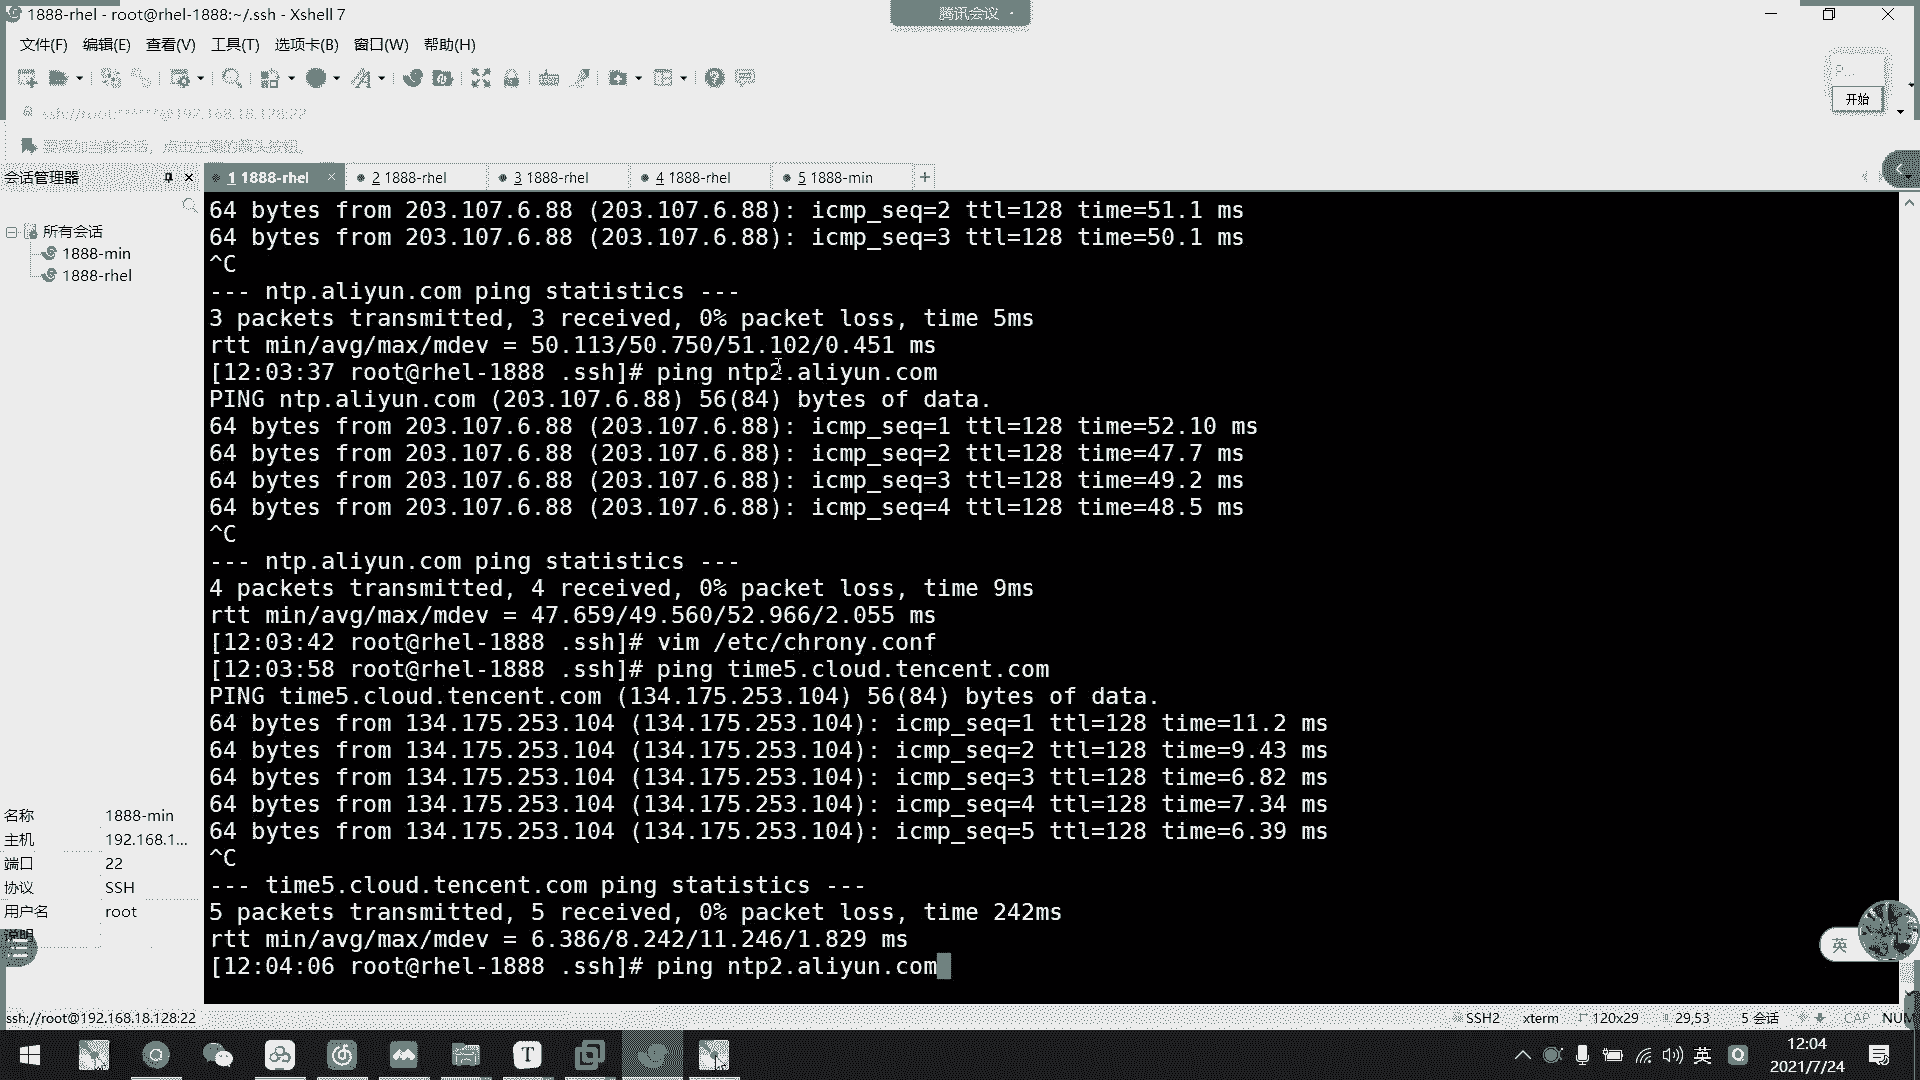 1888-rhel - root@rhel-1888:~/.ssh - Xshell 7
腾讯会议
文件(F) 编辑(E) 查看(V) 工具(T) 选项卡(B) 窗口(W) 帮助(H)
开始
ssh://root:******@192.168.18.128:22
要添加当前会话，点击左侧的箭头按钮。
会话管理器
1 1888-rhel
2 1888-rhel
3 1888-rhel
4 1888-rhel
5 1888-min
所有会话
1888-min
1888-rhel
64 bytes from 203.107.6.88 (203.107.6.88): icmp_seq=2 ttl=128 time=51.1 ms
64 bytes from 203.107.6.88 (203.107.6.88): icmp_seq=3 ttl=128 time=50.1 ms
^C
--- ntp.aliyun.com ping statistics ---
3 packets transmitted, 3 received, 0% packet loss, time 5ms
rtt min/avg/max/mdev = 50.113/50.750/51.102/0.451 ms
[12:03:37 root@rhel-1888 .ssh]# ping ntp2.aliyun.com
PING ntp.aliyun.com (203.107.6.88) 56(84) bytes of data.
64 bytes from 203.107.6.88 (203.107.6.88): icmp_seq=1 ttl=128 time=52.10 ms
64 bytes from 203.107.6.88 (203.107.6.88): icmp_seq=2 ttl=128 time=47.7 ms
64 bytes from 203.107.6.88 (203.107.6.88): icmp_seq=3 ttl=128 time=49.2 ms
64 bytes from 203.107.6.88 (203.107.6.88): icmp_seq=4 ttl=128 time=48.5 ms
^C
--- ntp.aliyun.com ping statistics ---
4 packets transmitted, 4 received, 0% packet loss, time 9ms
rtt min/avg/max/mdev = 47.659/49.560/52.966/2.055 ms
[12:03:42 root@rhel-1888 .ssh]# vim /etc/chrony.conf
[12:03:58 root@rhel-1888 .ssh]# ping time5.cloud.tencent.com
PING time5.cloud.tencent.com (134.175.253.104) 56(84) bytes of data.
64 bytes from 134.175.253.104 (134.175.253.104): icmp_seq=1 ttl=128 time=11.2 ms
64 bytes from 134.175.253.104 (134.175.253.104): icmp_seq=2 ttl=128 time=9.43 ms
64 bytes from 134.175.253.104 (134.175.253.104): icmp_seq=3 ttl=128 time=6.82 ms
64 bytes from 134.175.253.104 (134.175.253.104): icmp_seq=4 ttl=128 time=7.34 ms
64 bytes from 134.175.253.104 (134.175.253.104): icmp_seq=5 ttl=128 time=6.39 ms
^C
--- time5.cloud.tencent.com ping statistics ---
5 packets transmitted, 5 received, 0% packet loss, time 242ms
rtt min/avg/max/mdev = 6.386/8.242/11.246/1.829 ms
[12:04:06 root@rhel-1888 .ssh]# ping ntp2.aliyun.com
名称 1888-min
主机 192.168.1...
端口 22
协议 SSH
用户名 root
说明
英
ssh://root@192.168.18.128:22
SSH2 xterm 120x29 29,53 5 会话 CAP NUM
英
12:04
2021/7/24